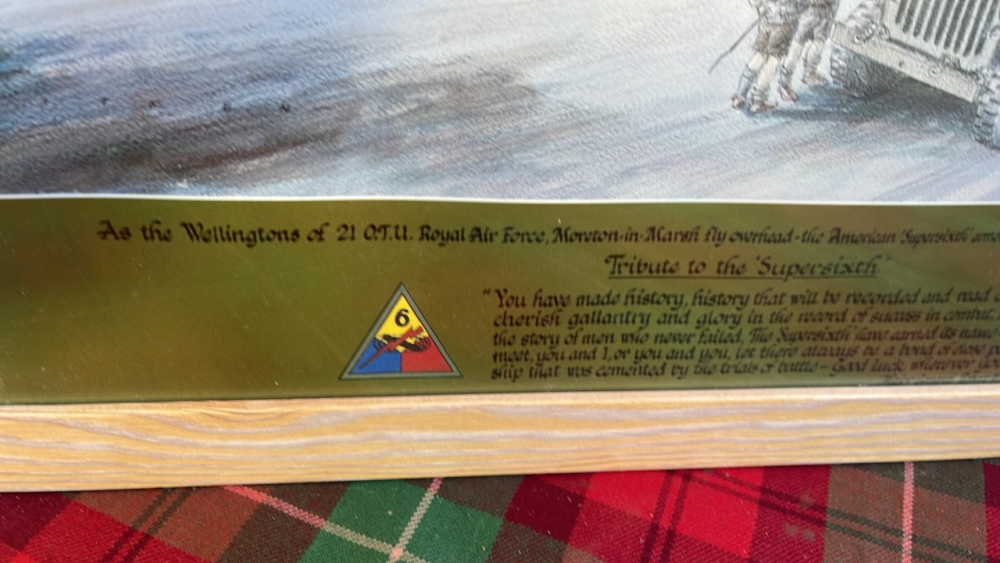 As the Wellingtons of 21 O.T.U. Royal Air Force, Moreton-in-Marsh fly overhead - the American 'Supersixth'
Tribute to the 'Supersixth'
6
"You have made history, history that will be recorded and read
cherish gallantry and glory in the record of success in combat,
the story of men who never failed. The Supersixth have earned its name
meet, you and I, or you and you, let there always be a bond of close
ship that was cemented by the trials of battle – Good luck wherever